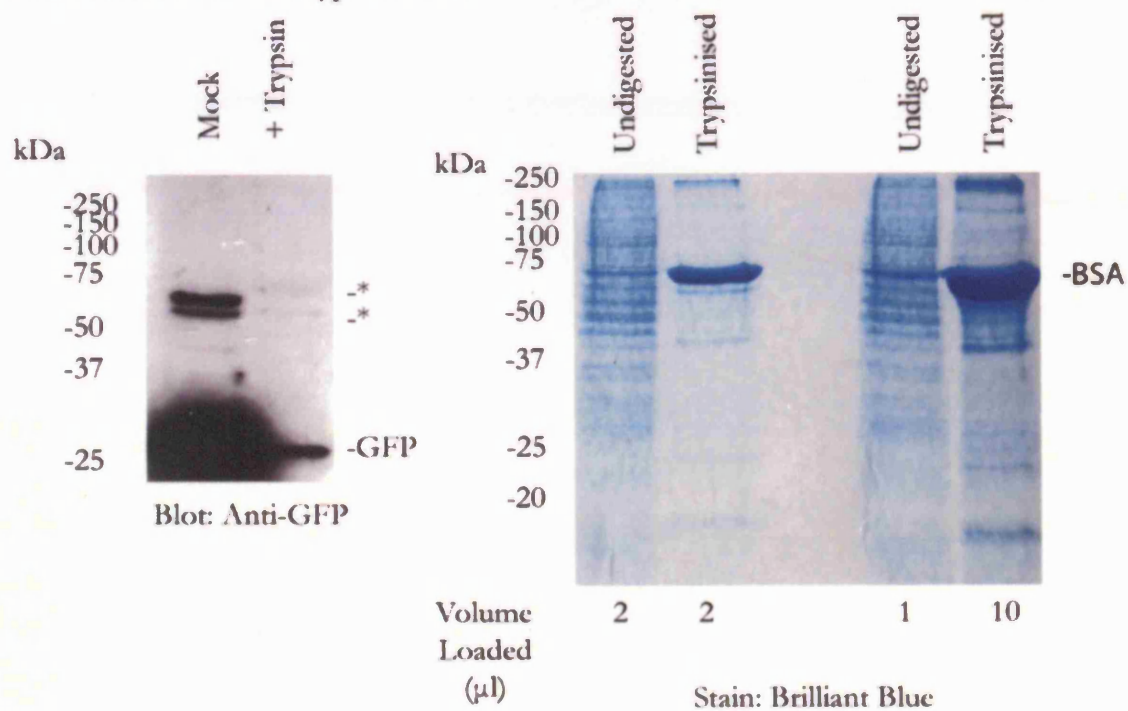 Mock
+ Trypsin
kDa
-250
-150
-100
-75
-50
-37
-25
-*
-*
-GFP
Blot: Anti-GFP
Undigested
Trypsinised
Undigested
Trypsinised
kDa
-250
-150
-100
-75
-50
-37
-25
-20
-BSA
Volume 2 2 1 10
Loaded
(µl)
Stain: Brilliant Blue